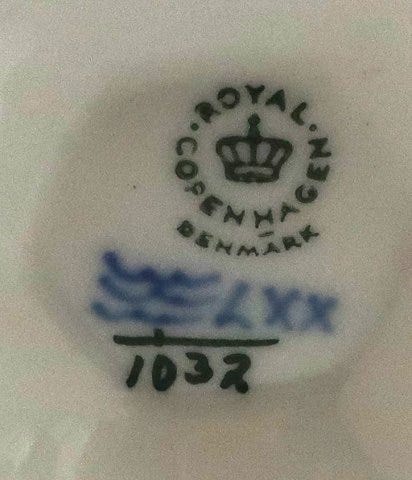 ROYAL
COPENHAGEN
DENMARK
LXX
1032